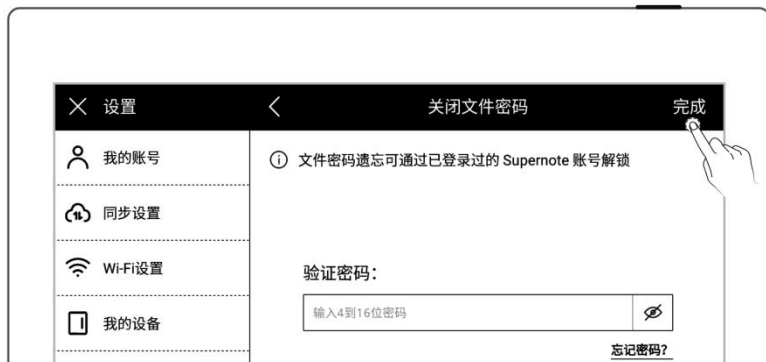 设置
关闭文件密码
完成
我的账号
文件密码遗忘可通过已登录过的 Supernote 账号解锁
同步设置
Wi-Fi设置
验证密码：
输入4到16位密码
我的设备
忘记密码?